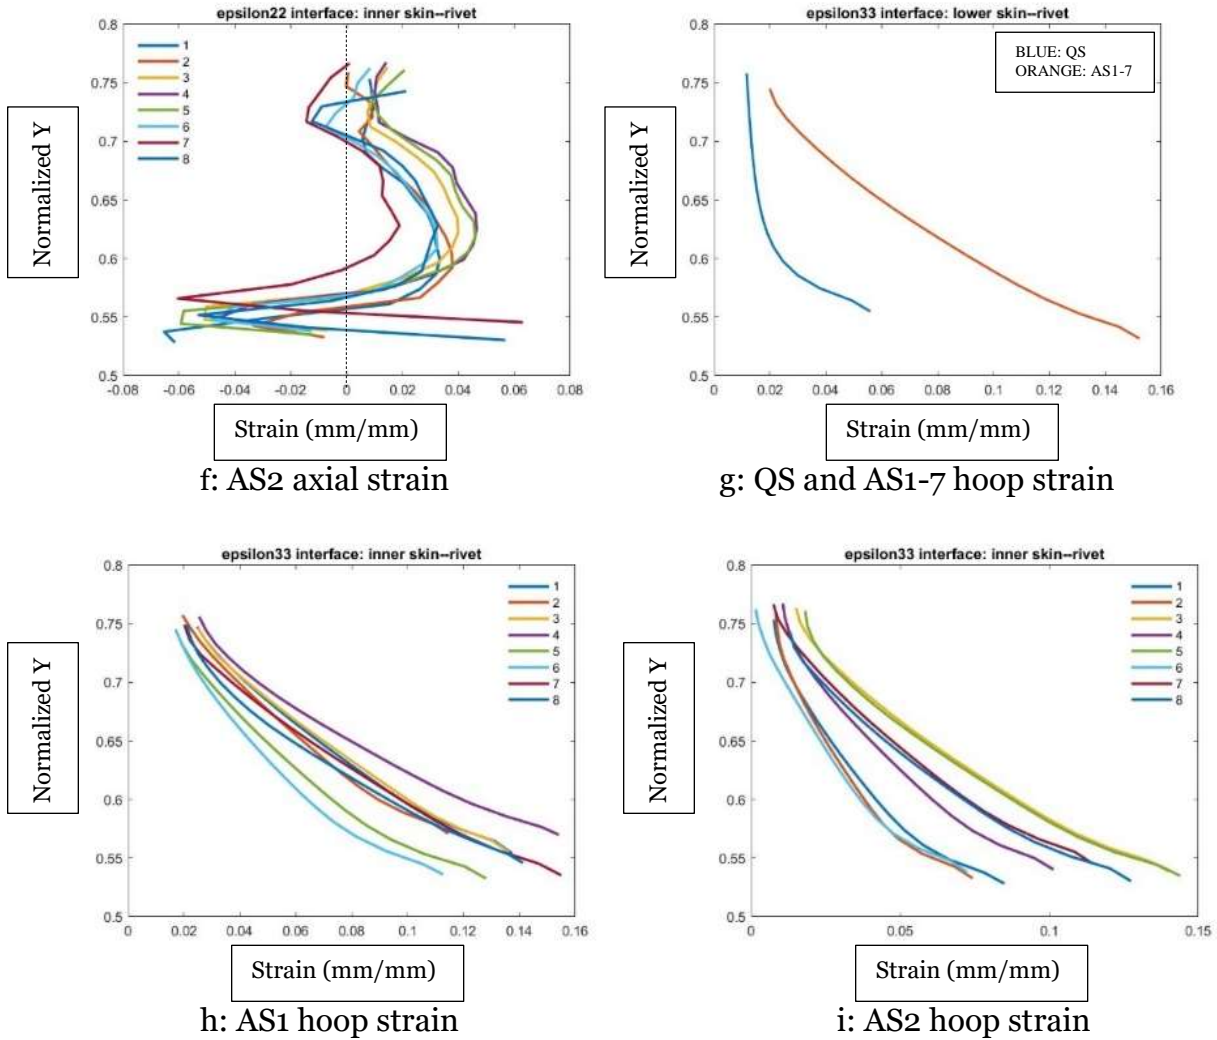 epsilon22 interface: inner skin--rivet
0.8
0.75
0.7
0.65
0.6
0.55
0.5
-0.08 -0.06 -0.04 -0.02 0 0.02 0.04 0.06 0.08
1
2
3
4
5
6
7
8
Normalized Y
Strain (mm/mm)
f: AS2 axial strain
epsilon33 interface: lower skin--rivet
0.8
0.75
0.7
0.65
0.6
0.55
0.5
0 0.02 0.04 0.06 0.08 0.1 0.12 0.14 0.16
BLUE: QS
ORANGE: AS1-7
Normalized Y
Strain (mm/mm)
g: QS and AS1-7 hoop strain
epsilon33 interface: inner skin--rivet
0.8
0.75
0.7
0.65
0.6
0.55
0.5
0 0.02 0.04 0.06 0.08 0.1 0.12 0.14 0.16
1
2
3
4
5
6
7
8
Normalized Y
Strain (mm/mm)
h: AS1 hoop strain
epsilon33 interface: inner skin--rivet
0.8
0.75
0.7
0.65
0.6
0.55
0.5
0 0.05 0.1 0.15
1
2
3
4
5
6
7
8
Normalized Y
Strain (mm/mm)
i: AS2 hoop strain